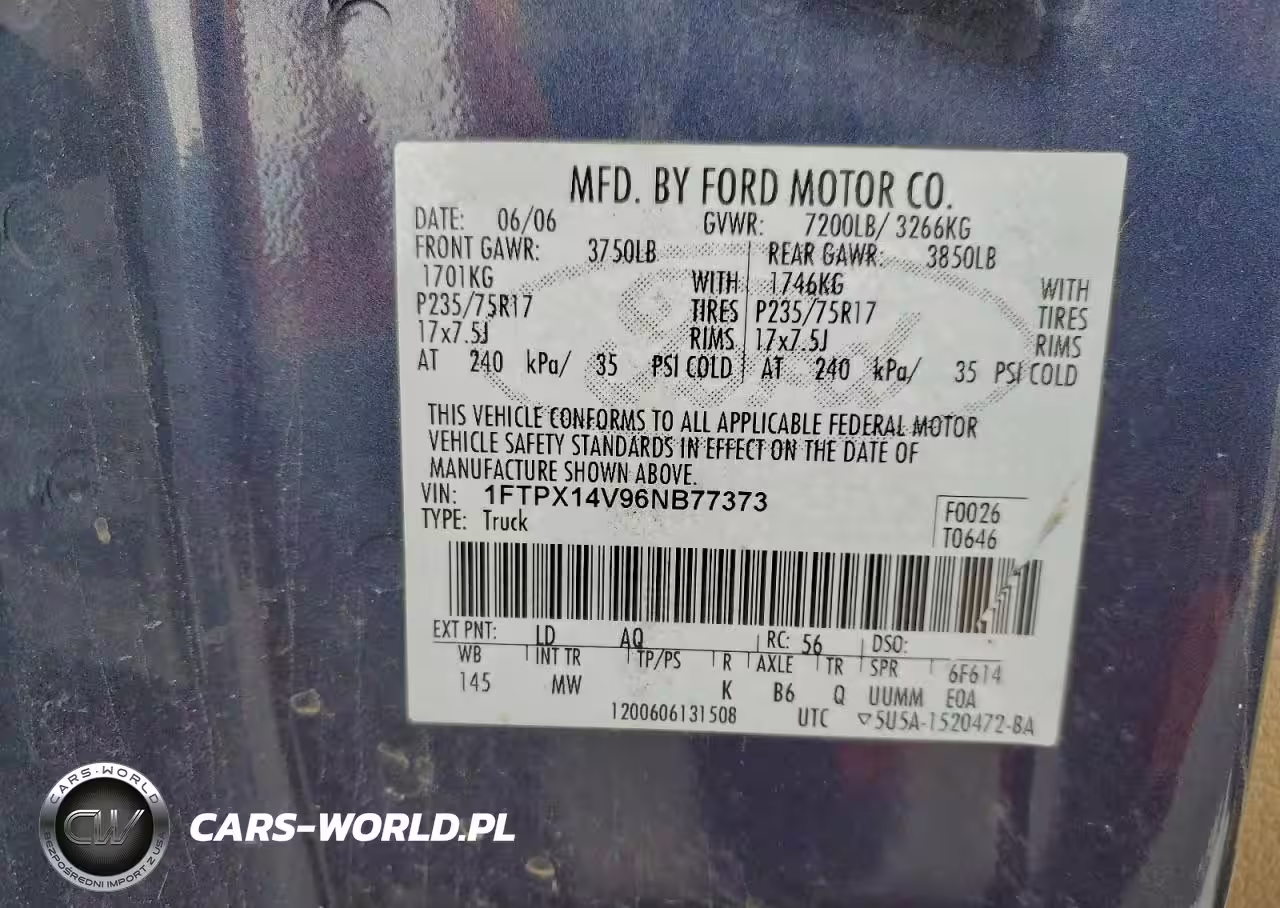 MFD. BY FORD MOTOR CO.
DATE: 06/06 GVWR: 7200LB/ 3266KG
FRONT GAWR: 3750LB REAR GAWR: 3850LB
1701KG WITH 1746KG WITH
P235/75R17 TIRES P235/75R17 TIRES
17x7.5J RIMS 17x7.5J RIMS
AT 240 kPa/ 35 PSI COLD AT 240 kPa/ 35 PSI COLD
THIS VEHICLE CONFORMS TO ALL APPLICABLE FEDERAL MOTOR
VEHICLE SAFETY STANDARDS IN EFFECT ON THE DATE OF
MANUFACTURE SHOWN ABOVE.
VIN: 1FTPX14V96NB77373
TYPE: Truck
F0026
T0646
EXT PNT: LD AQ RC: 56 DSO:
WB INT TR TP/PS R AXLE TR SPR 6F614
145 MW K B6 Q UUMM EOA
1200606131508 UTC ▽5U5A-1520472-BA
CARS-WORLD
CW
BEZPOŚREDNI IMPORT Z USA
CARS-WORLD.PL